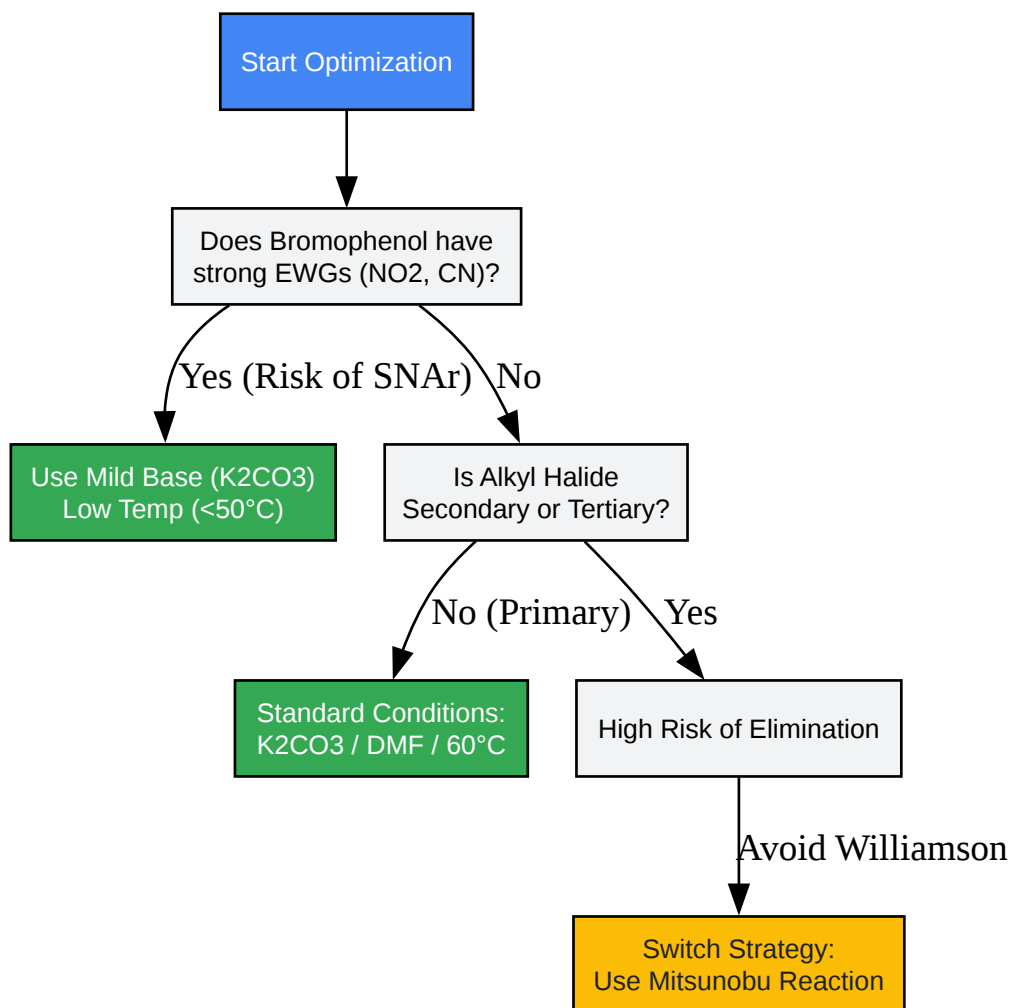 Start Optimization
Does Bromophenol have
strong EWGs (NO2, CN)?
Yes (Risk of SNAr)
No
Use Mild Base (K2CO3)
Low Temp (<50°C)
Is Alkyl Halide
Secondary or Tertiary?
No (Primary)
Yes
Standard Conditions:
K2CO3 / DMF / 60°C
High Risk of Elimination
Avoid Williamson
Switch Strategy:
Use Mitsunobu Reaction